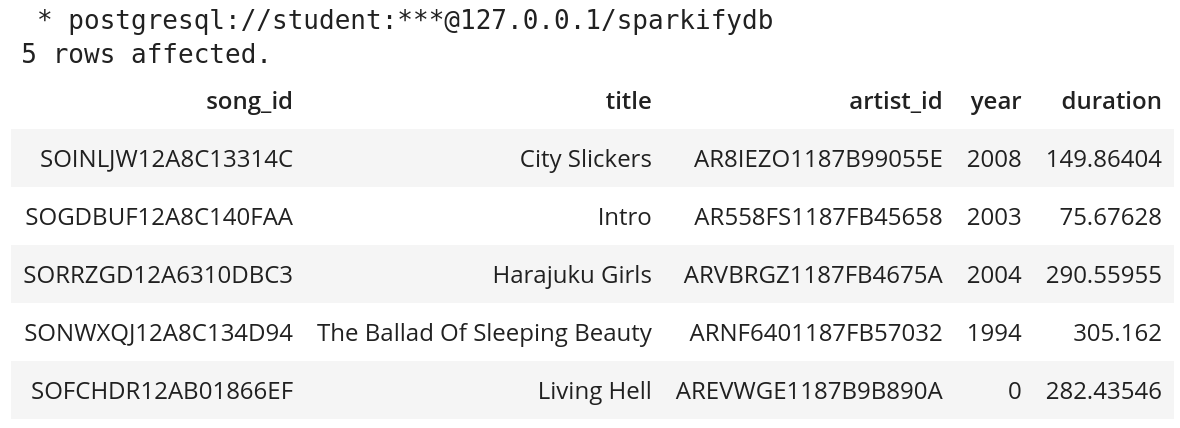 * postgresql://student:***@127.0.0.1/sparkifydb
5 rows affected.
song_id title artist_id year duration
SOINLJW12A8C13314C City Slickers AR8IEZO1187B99055E 2008 149.86404
SOGDBUF12A8C140FAA Intro AR558FS1187FB45658 2003 75.67628
SORRZGD12A6310DBC3 Harajuku Girls ARVBRGZ1187FB4675A 2004 290.55955
SONWXQJ12A8C134D94 The Ballad Of Sleeping Beauty ARNF6401187FB57032 1994 305.162
SOFCHDR12AB01866EF Living Hell AREVWGE1187B9B890A 0 282.43546